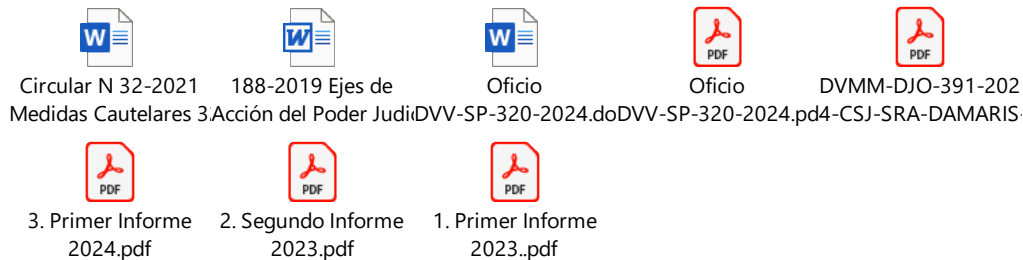 Circular N 32-2021
Medidas Cautelares 3
188-2019 Ejes de
Acción del Poder Judi
Oficio
DVV-SP-320-2024.do
Oficio
DVV-SP-320-2024.pd
DVMM-DJO-391-202
4-CSJ-SRA-DAMARIS-
3. Primer Informe
2024.pdf
2. Segundo Informe
2023.pdf
1. Primer Informe
2023..pdf
PDF
PDF
PDF
PDF
PDF